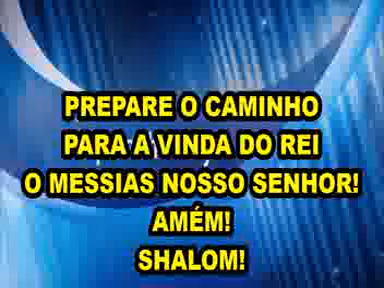 PREPARE O CAMINHO
PARA A VINDA DO REI
O MESSIAS NOSSO SENHOR!
AMÉM!
SHALOM!